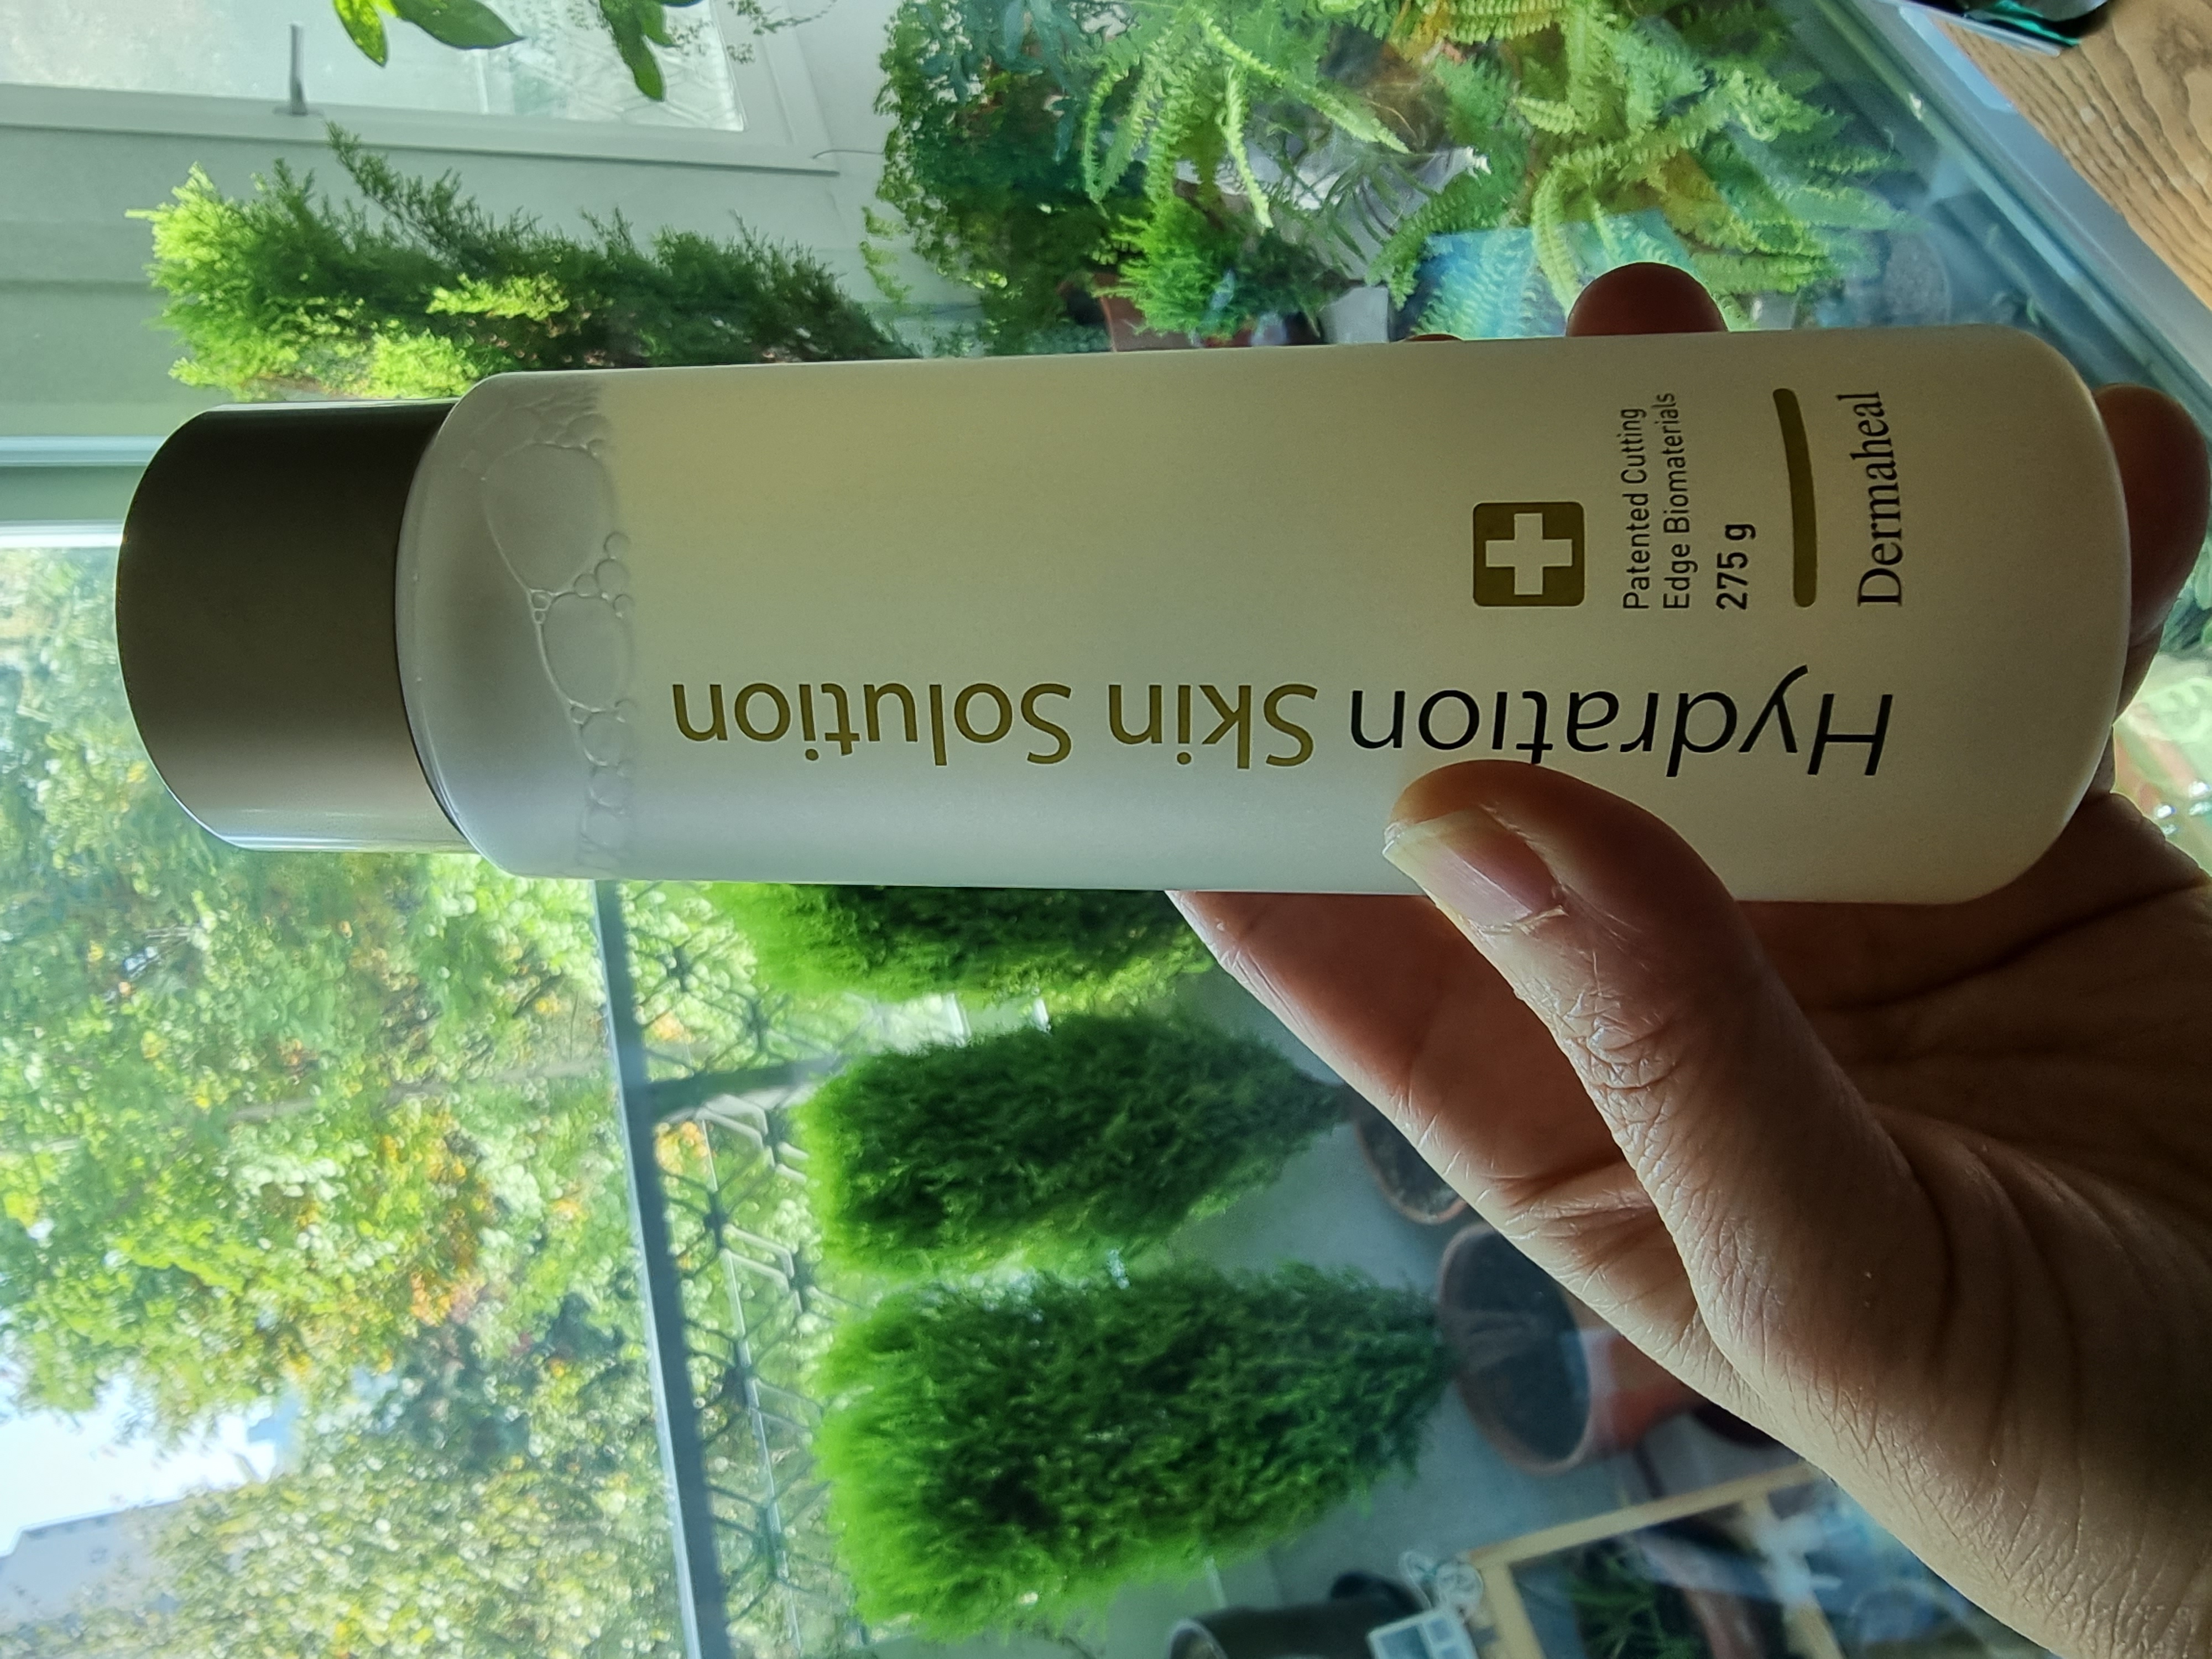 Hydration Skin Solution
Patented Cutting
Edge Biomaterials
275 g
Dermaheal